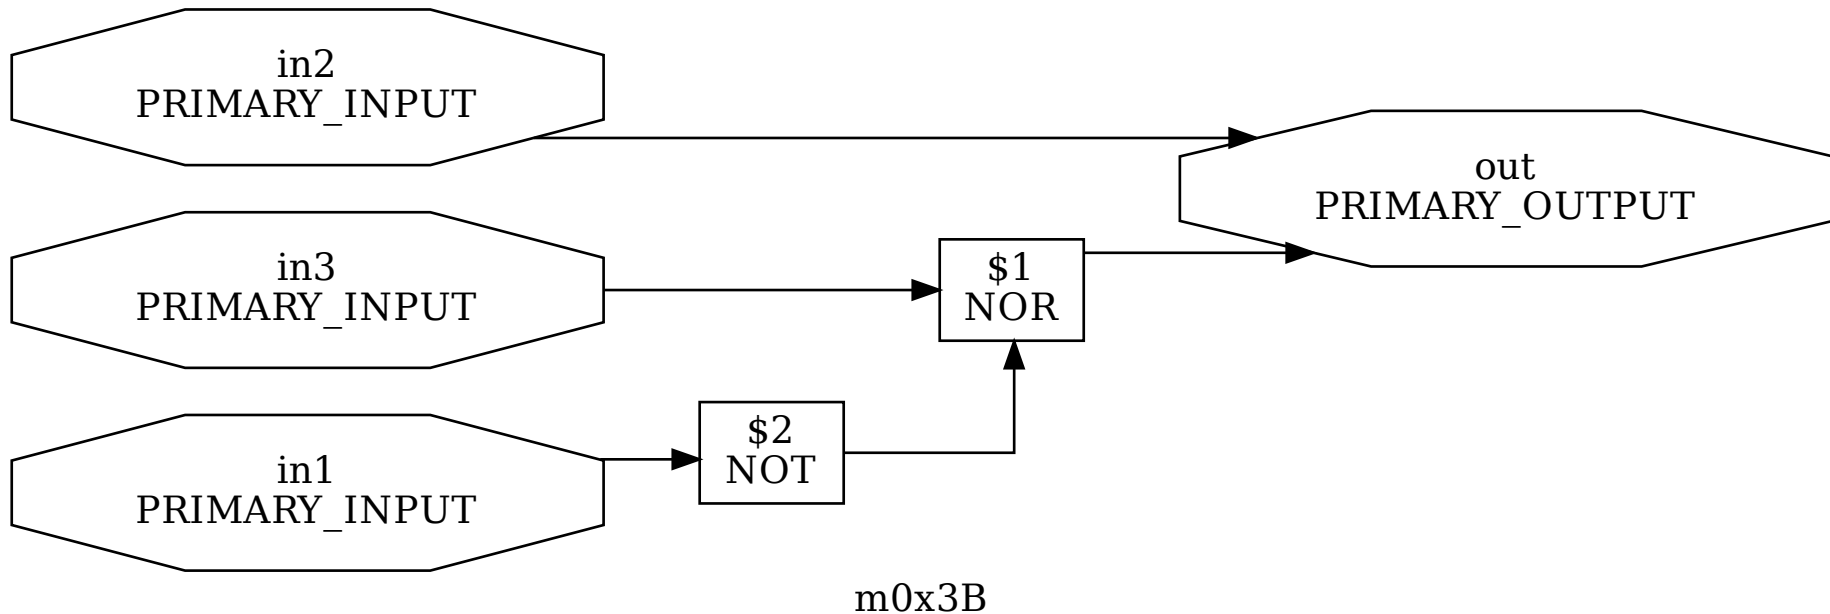 in2
PRIMARY_INPUT
out
PRIMARY_OUTPUT
in3
PRIMARY_INPUT
$1
NOR
$2
NOT
in1
PRIMARY_INPUT
m0x3B